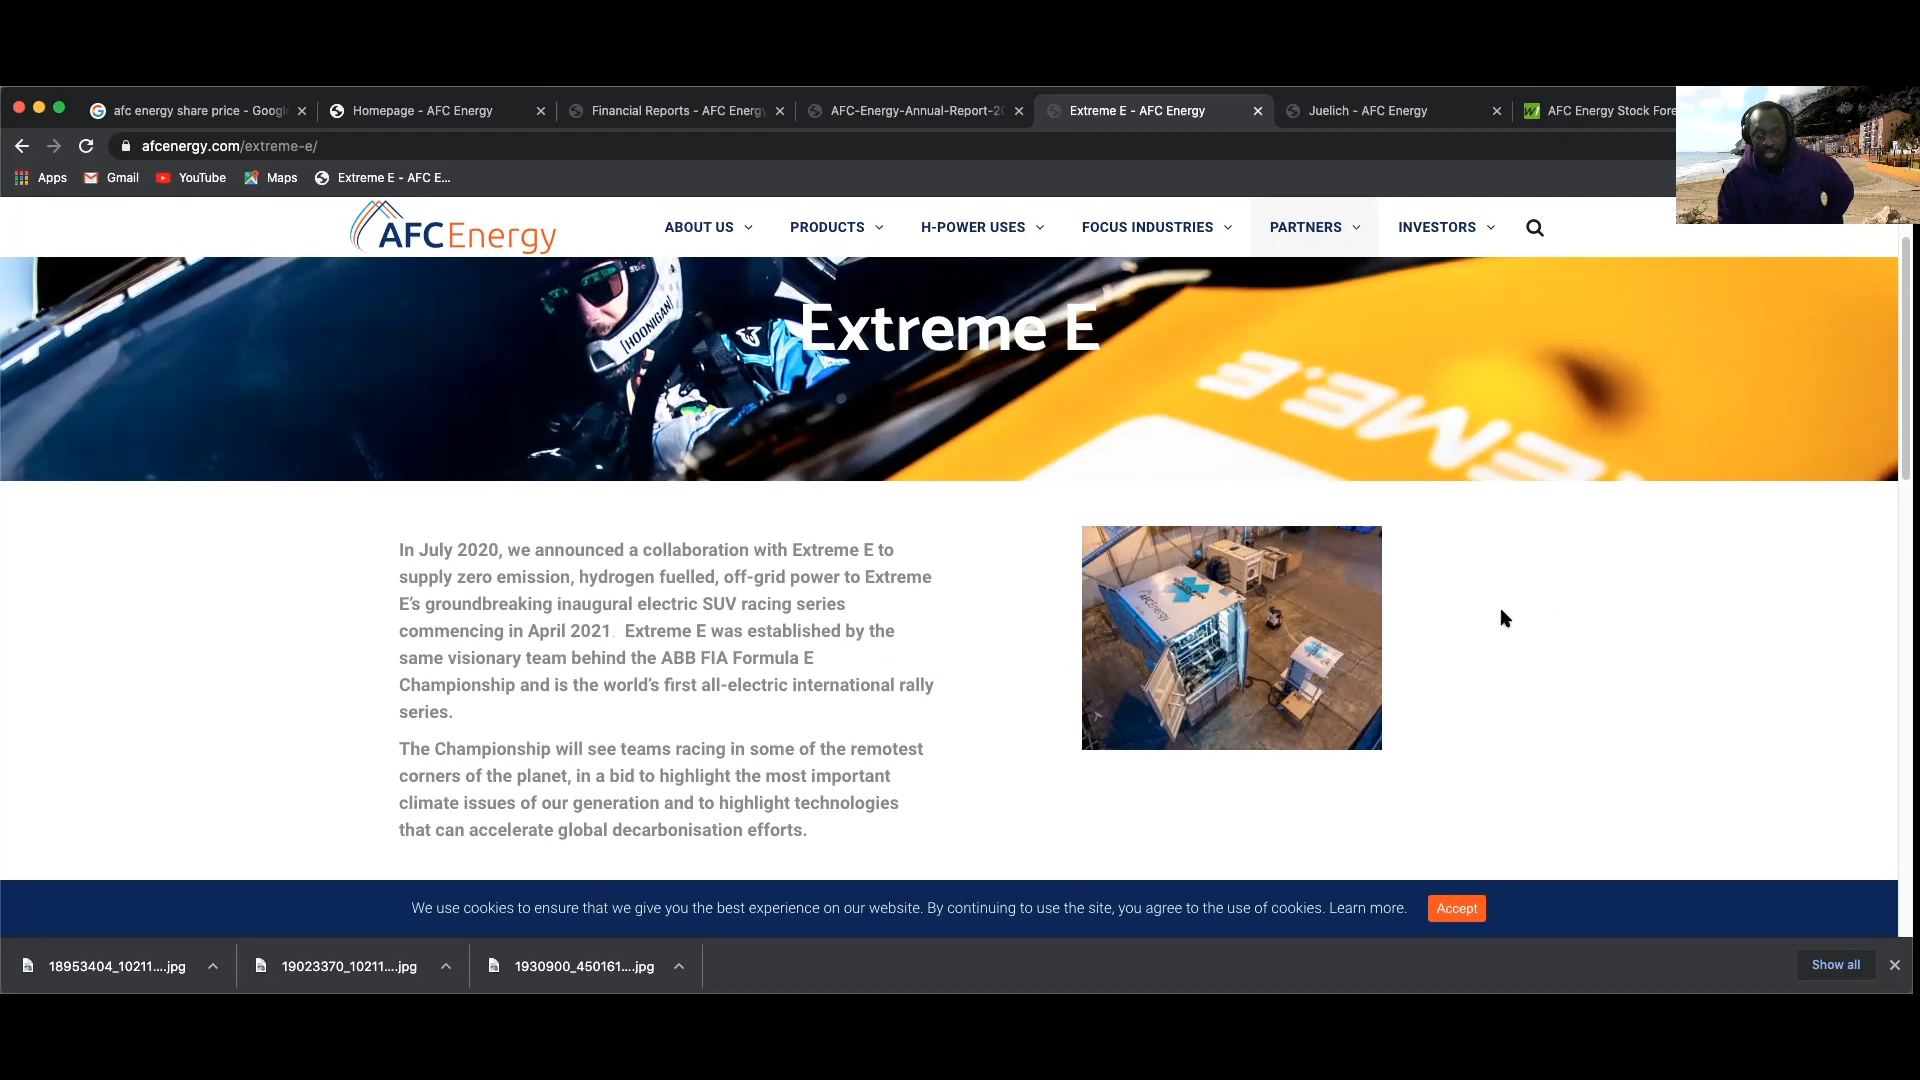 afc energy share price - Googl
Homepage - AFC Energy
Financial Reports - AFC Energy
AFC-Energy-Annual-Report-20
Extreme E - AFC Energy
Juelich - AFC Energy
AFC Energy Stock Fore
afcenergy.com/extreme-e/
Apps
Gmail
YouTube
Maps
Extreme E - AFC E...
AFCEnergy
ABOUT US
PRODUCTS
H-POWER USES
FOCUS INDUSTRIES
PARTNERS
INVESTORS
[HOONIGAN]
Extreme E
EME.E
In July 2020, we announced a collaboration with Extreme E to
supply zero emission, hydrogen fuelled, off-grid power to Extreme
E's groundbreaking inaugural electric SUV racing series
commencing in April 2021. Extreme E was established by the
same visionary team behind the ABB FIA Formula E
Championship and is the world's first all-electric international rally
series.
AFCEnergy
The Championship will see teams racing in some of the remotest
corners of the planet, in a bid to highlight the most important
climate issues of our generation and to highlight technologies
that can accelerate global decarbonisation efforts.
We use cookies to ensure that we give you the best experience on our website. By continuing to use the site, you agree to the use of cookies. Learn more.
Accept
18953404_10211....jpg
19023370_10211....jpg
1930900_450161....jpg
Show all